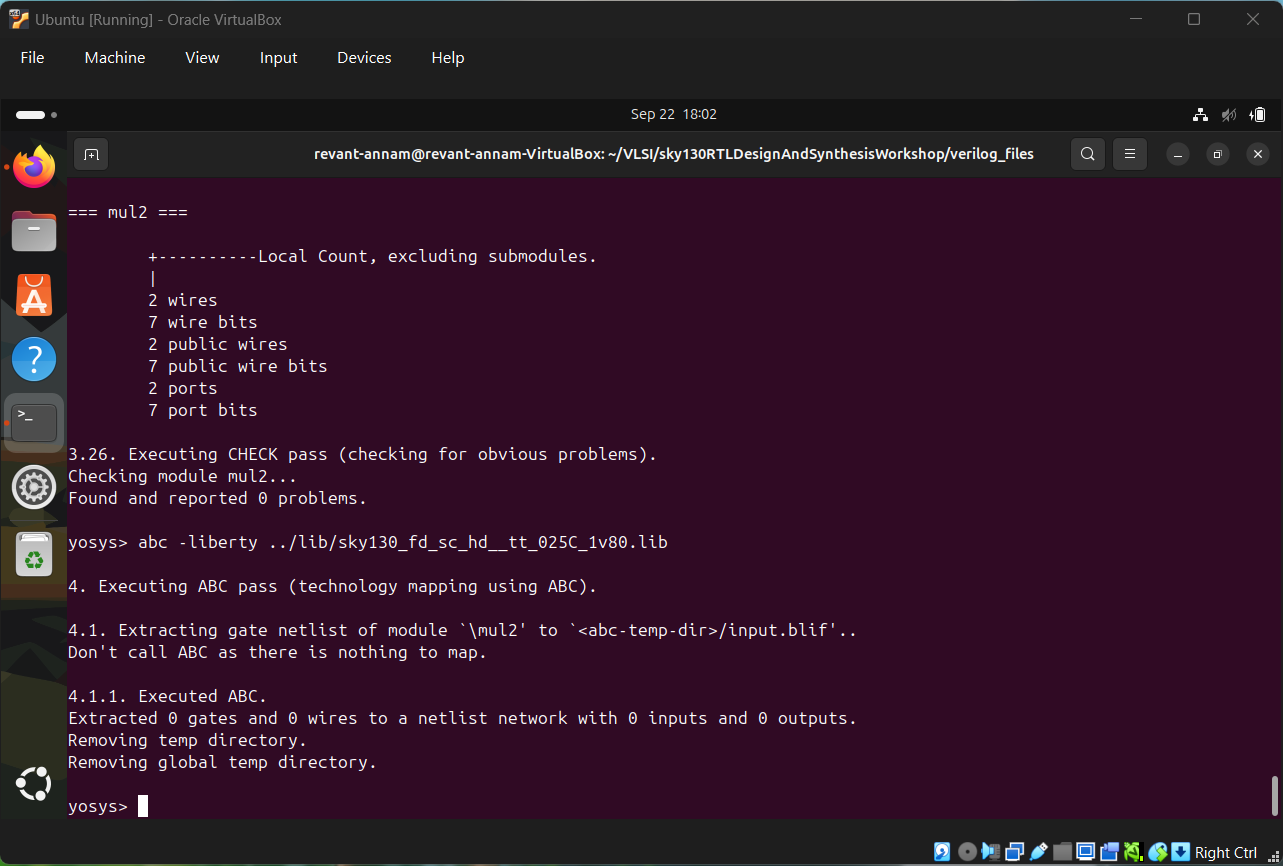 Ubuntu [Running] - Oracle VirtualBox
File Machine View Input Devices Help
Sep 22 18:02
revant-annam@revant-annam-VirtualBox: ~/VLSI/sky130RTLDesignAndSynthesisWorkshop/verilog_files
=== mul2 ===
+----------Local Count, excluding submodules.
|
2 wires
7 wire bits
2 public wires
7 public wire bits
2 ports
7 port bits
3.26. Executing CHECK pass (checking for obvious problems).
Checking module mul2...
Found and reported 0 problems.
yosys> abc -liberty ../lib/sky130_fd_sc_hd__tt_025C_1v80.lib
4. Executing ABC pass (technology mapping using ABC).
4.1. Extracting gate netlist of module `\mul2' to `<abc-temp-dir>/input.blif'..
Don't call ABC as there is nothing to map.
4.1.1. Executed ABC.
Extracted 0 gates and 0 wires to a netlist network with 0 inputs and 0 outputs.
Removing temp directory.
Removing global temp directory.
yosys>
Right Ctrl